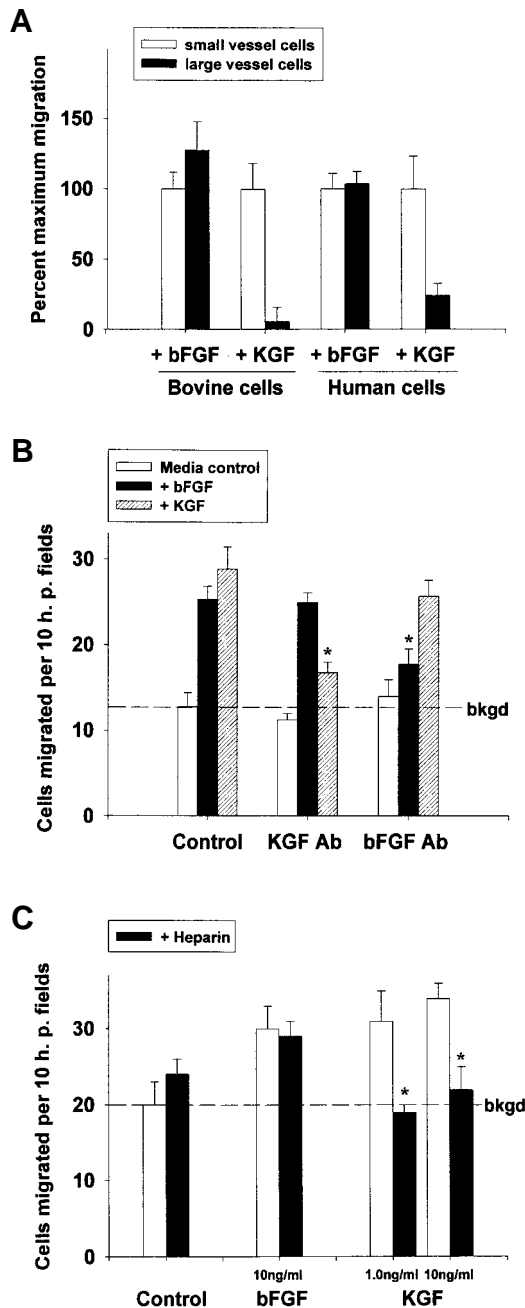 A
small vessel cells
large vessel cells
Percent maximum migration
150
100
50
0
+ bFGF + KGF + bFGF + KGF
Bovine cells Human cells
B
Media control
+ bFGF
+ KGF
Cells migrated per 10 h. p. fields
30
20
10
0
*
*
bkgd
Control KGF Ab bFGF Ab
C
+ Heparin
Cells migrated per 10 h. p. fields
30
20
10
0
*
*
bkgd
10ng/ml 1.0ng/ml 10ng/ml
Control bFGF KGF